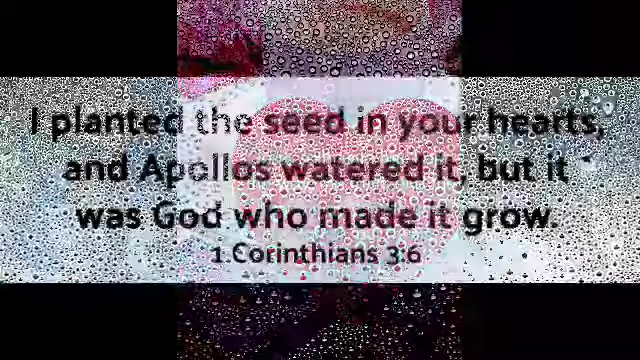 I planted the seed in your hearts,
and Apollos watered it, but it
was God who made it grow.
1 Corinthians 3:6